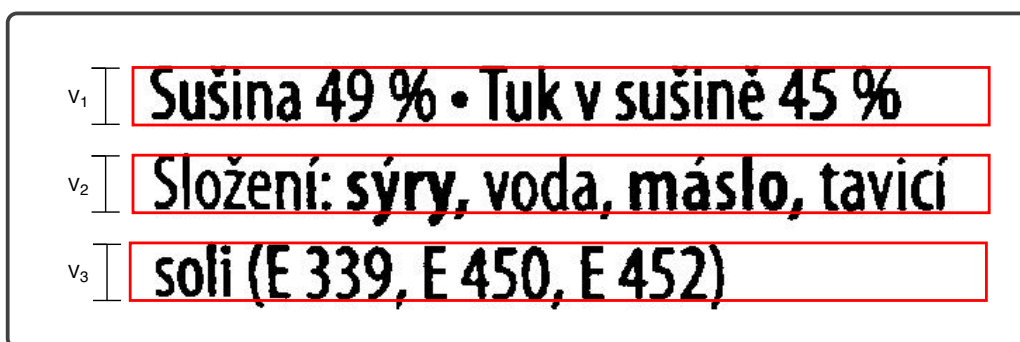 V₁ Sušina 49 % • Tuk v sušině 45 %
V₂ Složení: sýry, voda, máslo, tavicí
V₃ soli (E 339, E 450, E 452)